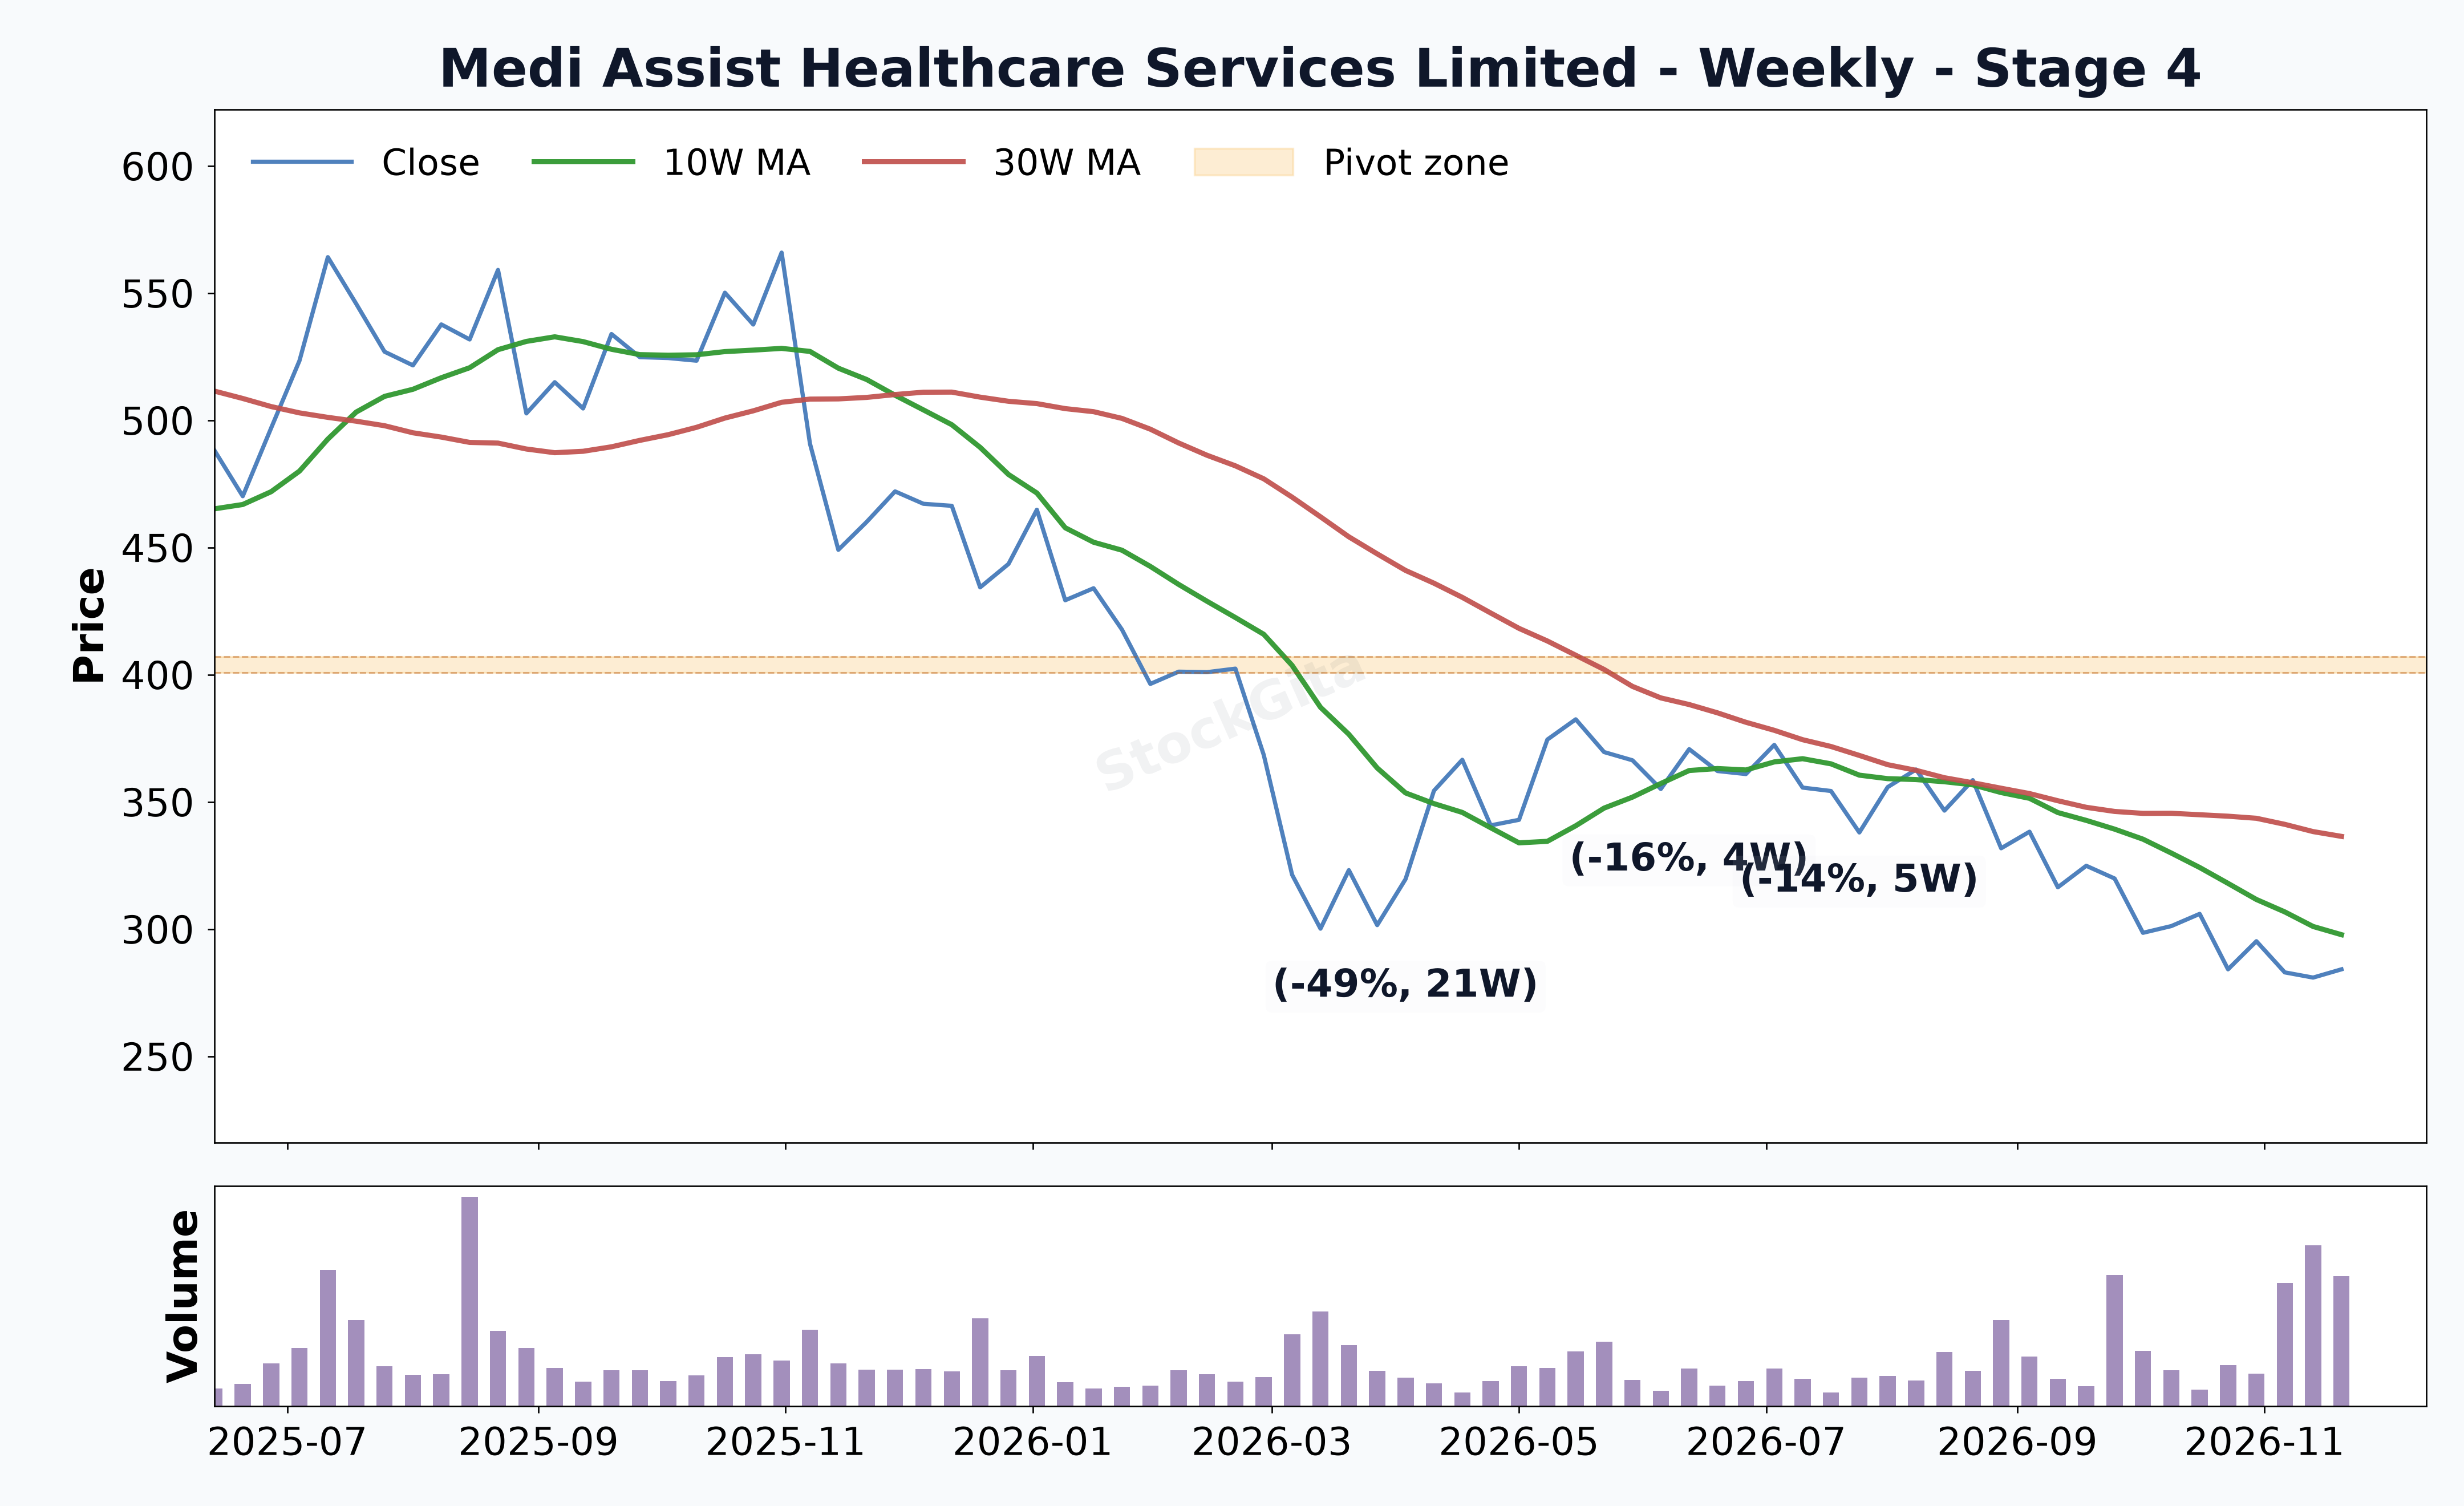 Medi Assist Healthcare Services Limited - Weekly - Stage 4
Close 10W MA 30W MA Pivot zone
Price
600
550
500
450
400
350
300
250
StockGita
(-16%, 4W)
(-14%, 5W)
(-49%, 21W)
Volume
2025-07 2025-09 2025-11 2026-01 2026-03 2026-05 2026-07 2026-09 2026-11